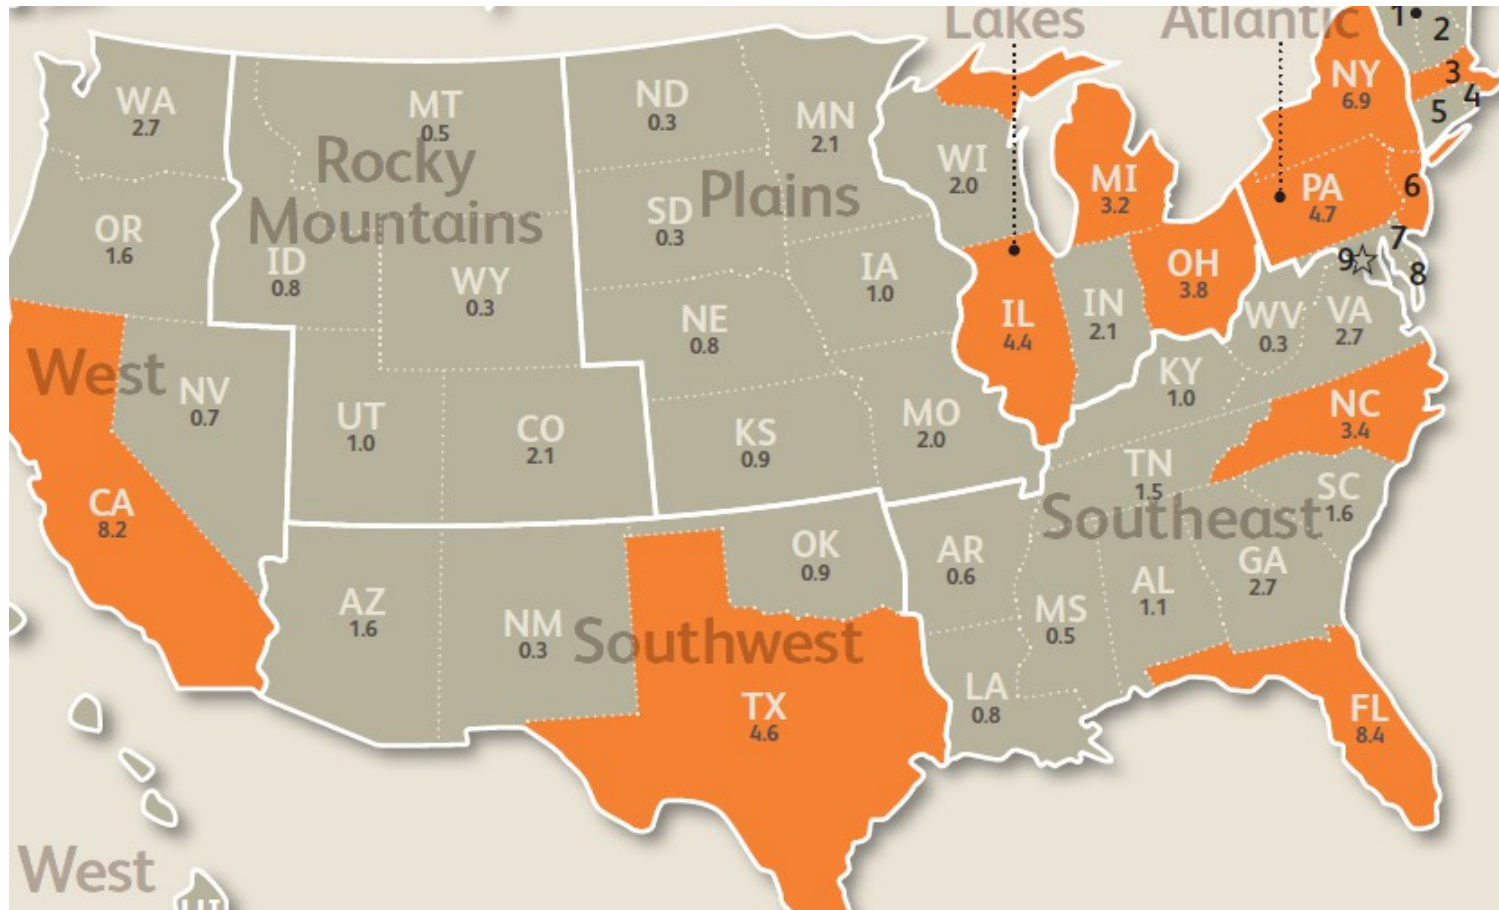 Lakes
Atlantic
1
2
NY
6.9
3
4
5
WA
2.7
MT
0.5
ND
0.3
MN
2.1
WI
2.0
MI
3.2
PA
4.7
6
Rocky
Mountains
Plains
OR
1.6
ID
0.8
WY
0.3
SD
0.3
IA
1.0
OH
3.8
7
9
8
NE
0.8
IL
4.4
IN
2.1
WV
0.3
VA
2.7
West
NV
0.7
UT
1.0
CO
2.1
KS
0.9
MO
2.0
KY
1.0
NC
3.4
CA
8.2
TN
1.5
SC
1.6
Southeast
AZ
1.6
NM
0.3
OK
0.9
AR
0.6
MS
0.5
AL
1.1
GA
2.7
Southwest
TX
4.6
LA
0.8
FL
8.4
West
HI